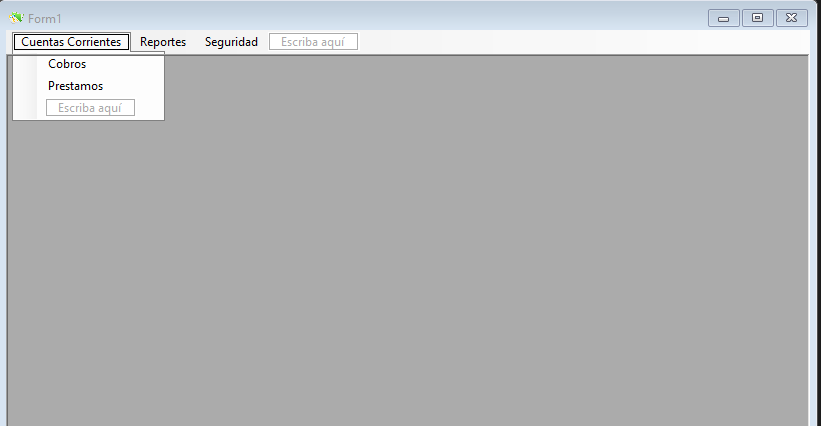 Form1
Cuentas Corrientes Reportes Seguridad Escriba aquí
Cobros
Prestamos
Escriba aquí